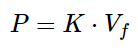 P = K · V_f